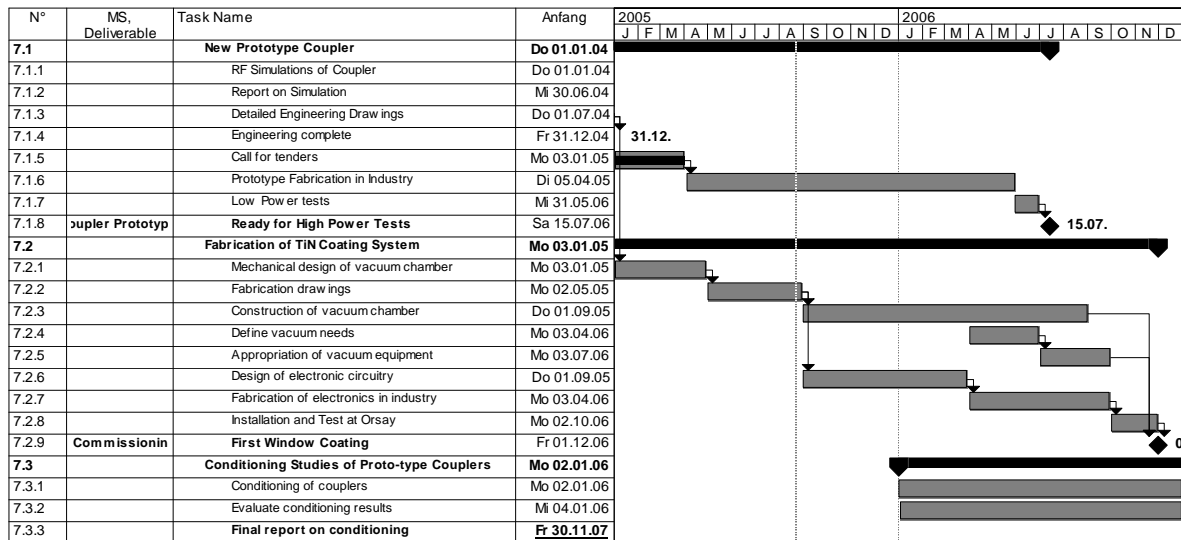 N° MS, Deliverable Task Name Anfang 2005 2006
J F M A M J J A S O N D J F M A M J J A S O N D
7.1 New Prototype Coupler Do 01.01.04
7.1.1 RF Simulations of Coupler Do 01.01.04
7.1.2 Report on Simulation Mi 30.06.04
7.1.3 Detailed Engineering Drawings Do 01.07.04
7.1.4 Engineering complete Fr 31.12.04 31.12.
7.1.5 Call for tenders Mo 03.01.05
7.1.6 Prototype Fabrication in Industry Di 05.04.05
7.1.7 Low Power tests Mi 31.05.06
7.1.8 oupler Prototyp Ready for High Power Tests Sa 15.07.06 15.07.
7.2 Fabrication of TiN Coating System Mo 03.01.05
7.2.1 Mechanical design of vacuum chamber Mo 03.01.05
7.2.2 Fabrication drawings Mo 02.05.05
7.2.3 Construction of vacuum chamber Do 01.09.05
7.2.4 Define vacuum needs Mo 03.04.06
7.2.5 Appropriation of vacuum equipment Mo 03.07.06
7.2.6 Design of electronic circuitry Do 01.09.05
7.2.7 Fabrication of electronics in industry Mo 03.04.06
7.2.8 Installation and Test at Orsay Mo 02.10.06
7.2.9 Commissionin First Window Coating Fr 01.12.06 0
7.3 Conditioning Studies of Proto-type Couplers Mo 02.01.06
7.3.1 Conditioning of couplers Mo 02.01.06
7.3.2 Evaluate conditioning results Mi 04.01.06
7.3.3 Final report on conditioning Fr 30.11.07